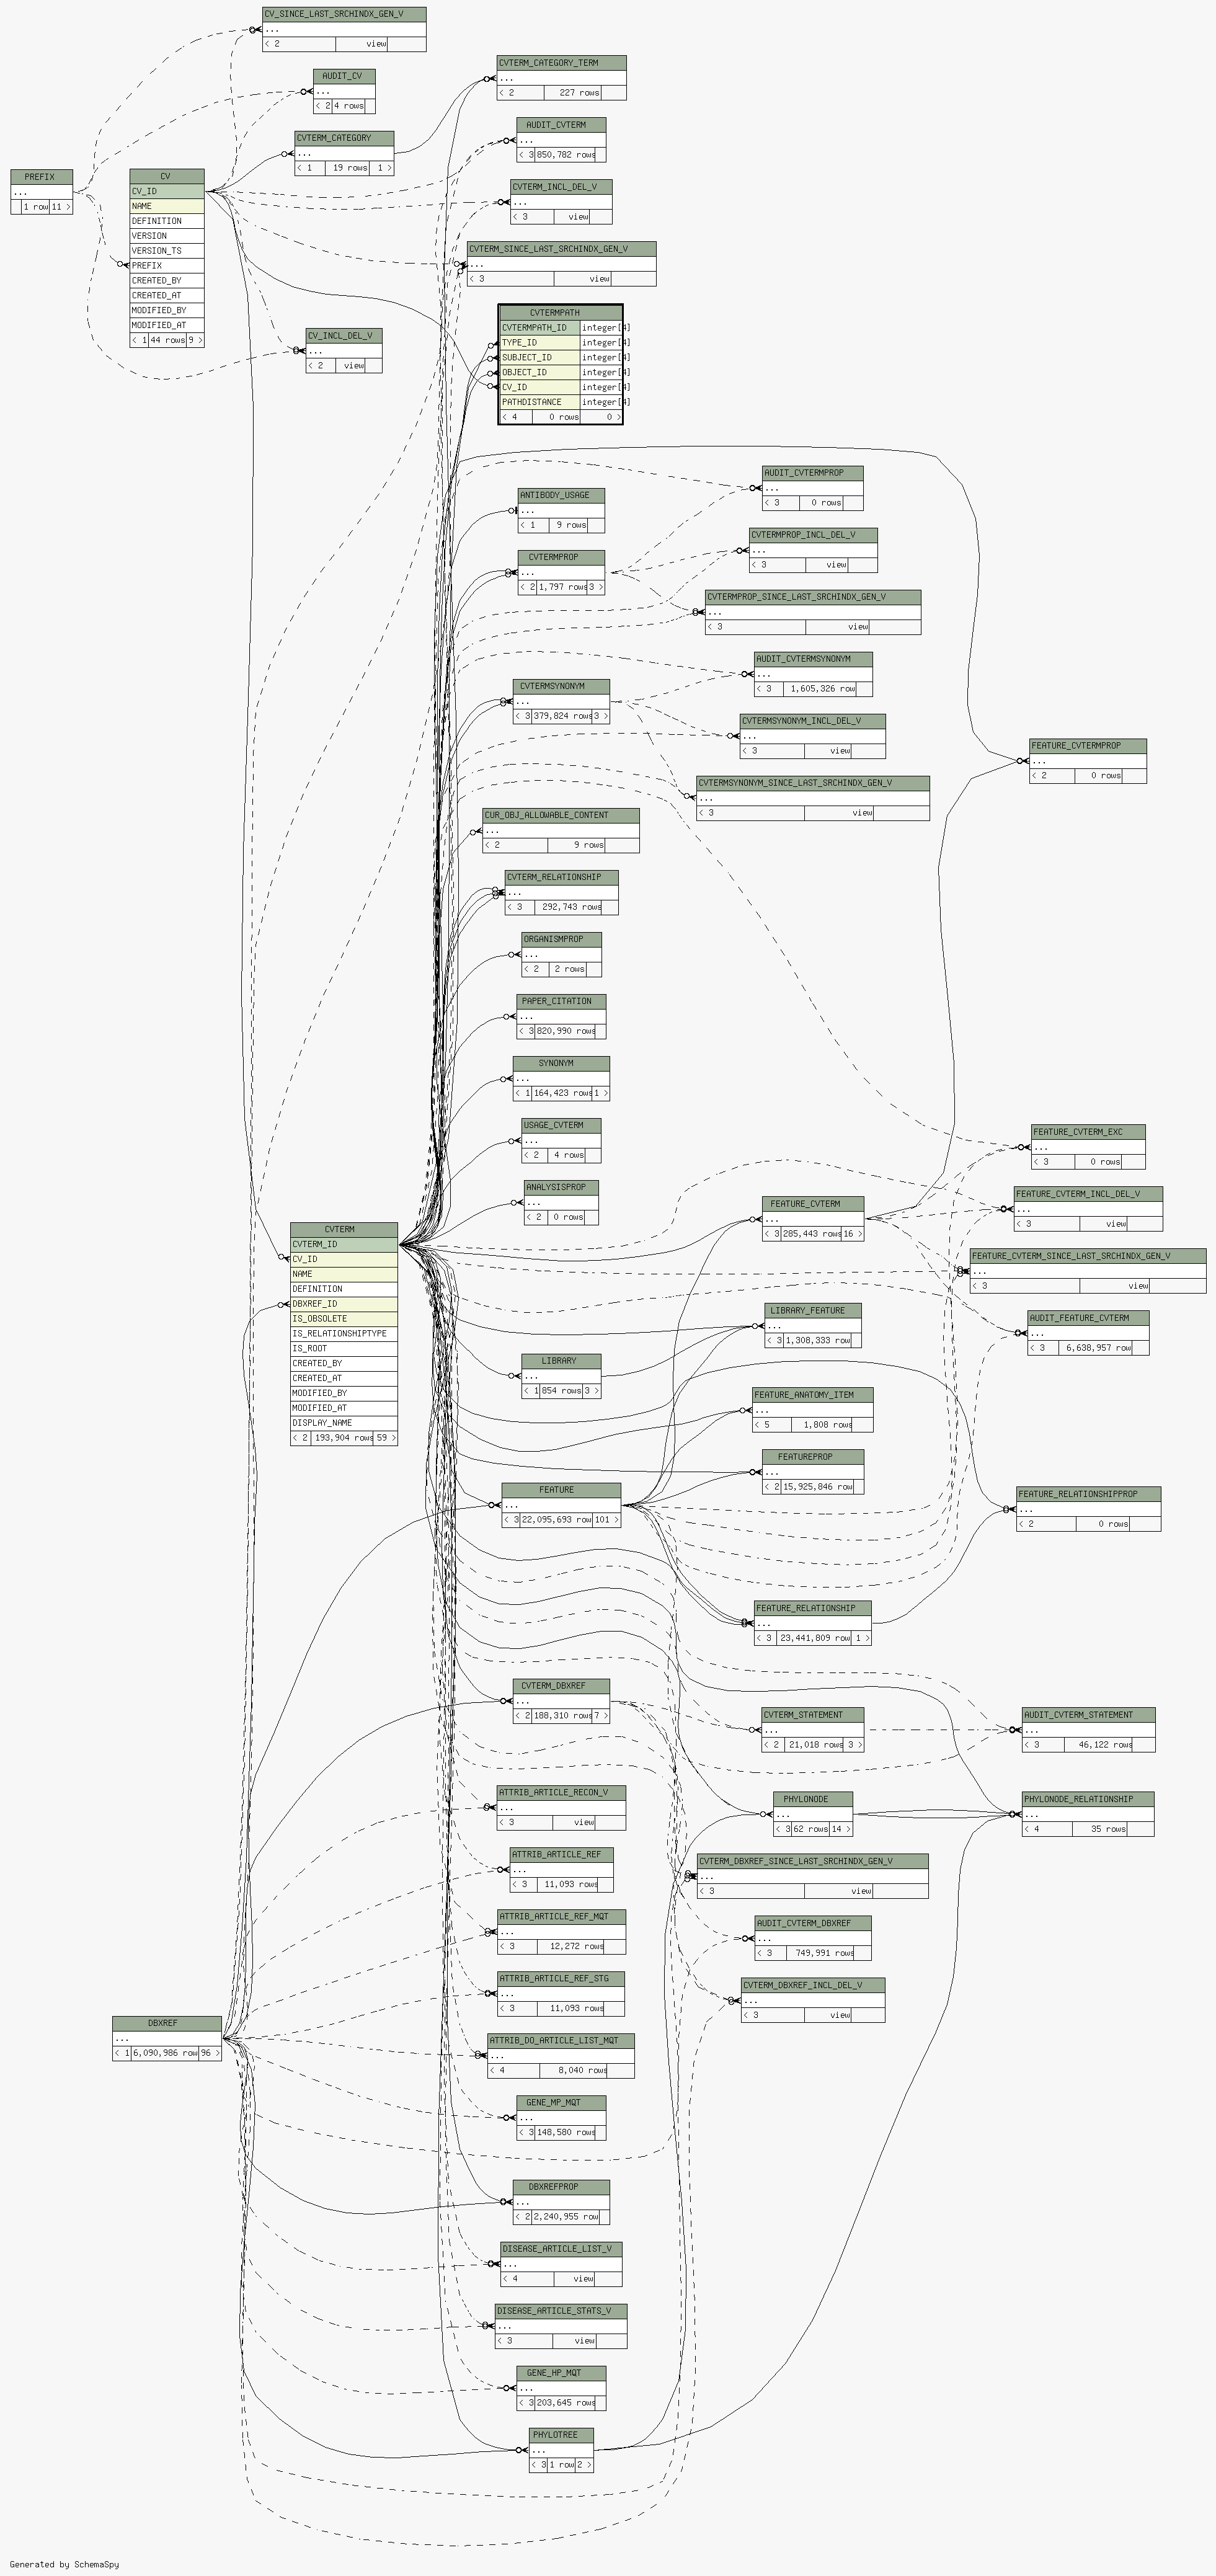 CV_SINCE_LAST_SRCHINDX_GEN_V
...
< 2 view
AUDIT_CV
...
< 2 4 rows
CVTERM_CATEGORY_TERM
...
< 2 227 rows
AUDIT_CVTERM
...
< 3 850,782 rows
CVTERM_CATEGORY
...
< 1 19 rows 1 >
PREFIX
...
1 row 11 >
CV
CV_ID
NAME
DEFINITION
VERSION
VERSION_TS
PREFIX
CREATED_BY
CREATED_AT
MODIFIED_BY
MODIFIED_AT
< 1 44 rows 9 >
CVTERM_INCL_DEL_V
...
< 3 view
CVTERM_SINCE_LAST_SRCHINDX_GEN_V
...
< 3 view
CV_INCL_DEL_V
...
< 2 view
CVTERMPATH
CVTERMPATH_ID integer[4]
TYPE_ID integer[4]
SUBJECT_ID integer[4]
OBJECT_ID integer[4]
CV_ID integer[4]
PATHDISTANCE integer[4]
< 4 0 rows 0 >
AUDIT_CVTERMPROP
...
< 3 0 rows
ANTIBODY_USAGE
...
< 1 9 rows
CVTERMPROP_INCL_DEL_V
...
< 3 view
CVTERMPROP
...
< 2 1,797 rows 3 >
CVTERMPROP_SINCE_LAST_SRCHINDX_GEN_V
...
< 3 view
AUDIT_CVTERMSYNONYM
...
< 3 1,605,326 row
CVTERMSYNONYM
...
< 3 379,824 rows 3 >
CVTERMSYNONYM_INCL_DEL_V
...
< 3 view
FEATURE_CVTERMPROP
...
< 2 0 rows
CVTERMSYNONYM_SINCE_LAST_SRCHINDX_GEN_V
...
< 3 view
CUR_OBJ_ALLOWABLE_CONTENT
...
< 2 9 rows
CVTERM_RELATIONSHIP
...
< 3 292,743 rows
ORGANISMPROP
...
< 2 2 rows
PAPER_CITATION
...
< 3 820,990 rows
SYNONYM
...
< 1 164,423 rows 1 >
USAGE_CVTERM
...
< 2 4 rows
FEATURE_CVTERM_EXC
...
< 3 0 rows
ANALYSISPROP
...
< 2 0 rows
FEATURE_CVTERM
...
< 3 285,443 rows 16 >
FEATURE_CVTERM_INCL_DEL_V
...
< 3 view
CVTERM
CVTERM_ID
CV_ID
NAME
DEFINITION
DBXREF_ID
IS_OBSOLETE
IS_RELATIONSHIPTYPE
IS_ROOT
CREATED_BY
CREATED_AT
MODIFIED_BY
MODIFIED_AT
DISPLAY_NAME
< 2 193,904 rows 59 >
FEATURE_CVTERM_SINCE_LAST_SRCHINDX_GEN_V
...
< 3 view
LIBRARY_FEATURE
...
< 3 1,308,333 row
AUDIT_FEATURE_CVTERM
...
< 3 6,638,957 row
LIBRARY
...
< 1 854 rows 3 >
FEATURE_ANATOMY_ITEM
...
< 5 1,808 rows
FEATUREPROP
...
< 2 15,925,846 row
FEATURE
...
< 3 22,095,693 row 101 >
FEATURE_RELATIONSHIPPROP
...
< 2 0 rows
FEATURE_RELATIONSHIP
...
< 3 23,441,809 row 1 >
CVTERM_DBXREF
...
< 2 188,310 rows 7 >
CVTERM_STATEMENT
...
< 2 21,018 rows 3 >
AUDIT_CVTERM_STATEMENT
...
< 3 46,122 rows
ATTRIB_ARTICLE_RECON_V
...
< 3 view
PHYLONODE
...
< 3 62 rows 14 >
PHYLONODE_RELATIONSHIP
...
< 4 35 rows
ATTRIB_ARTICLE_REF
...
< 3 11,093 rows
CVTERM_DBXREF_SINCE_LAST_SRCHINDX_GEN_V
...
< 3 view
ATTRIB_ARTICLE_REF_MQT
...
< 3 12,272 rows
AUDIT_CVTERM_DBXREF
...
< 3 749,991 rows
ATTRIB_ARTICLE_REF_STG
...
< 3 11,093 rows
CVTERM_DBXREF_INCL_DEL_V
...
< 3 view
DBXREF
...
< 1 6,090,986 row 96 >
ATTRIB_DO_ARTICLE_LIST_MQT
...
< 4 8,040 rows
GENE_MP_MQT
...
< 3 148,580 rows
DBXREFPROP
...
< 2 2,240,955 row
DISEASE_ARTICLE_LIST_V
...
< 4 view
DISEASE_ARTICLE_STATS_V
...
< 3 view
GENE_HP_MQT
...
< 3 203,645 rows
PHYLOTREE
...
< 3 1 row 2 >
Generated by SchemaSpy